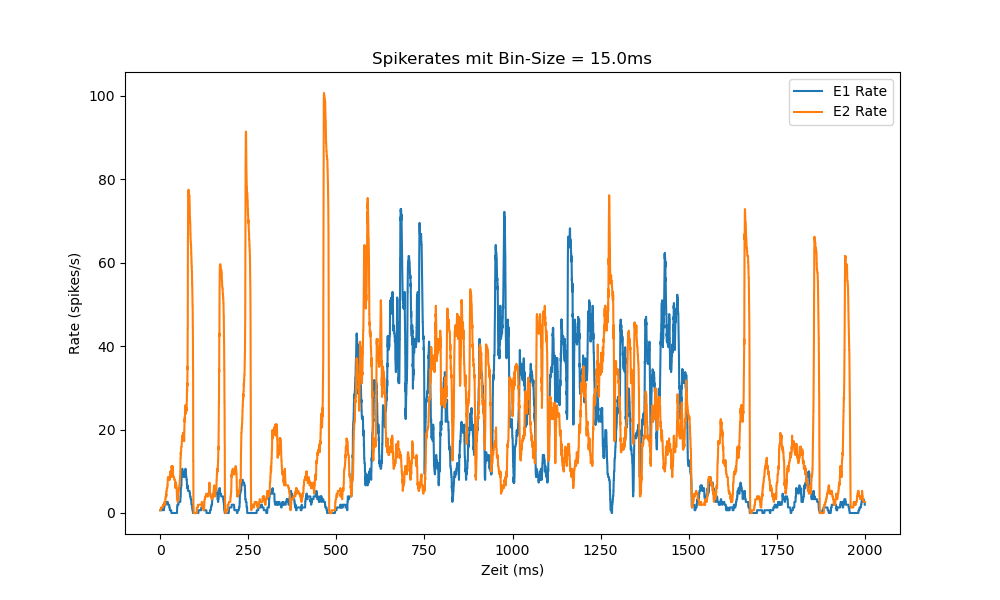 Spikerates mit Bin-Size = 15.0ms
E1 Rate
E2 Rate
Rate (spikes/s)
100
80
60
40
20
0
0 250 500 750 1000 1250 1500 1750 2000
Zeit (ms)